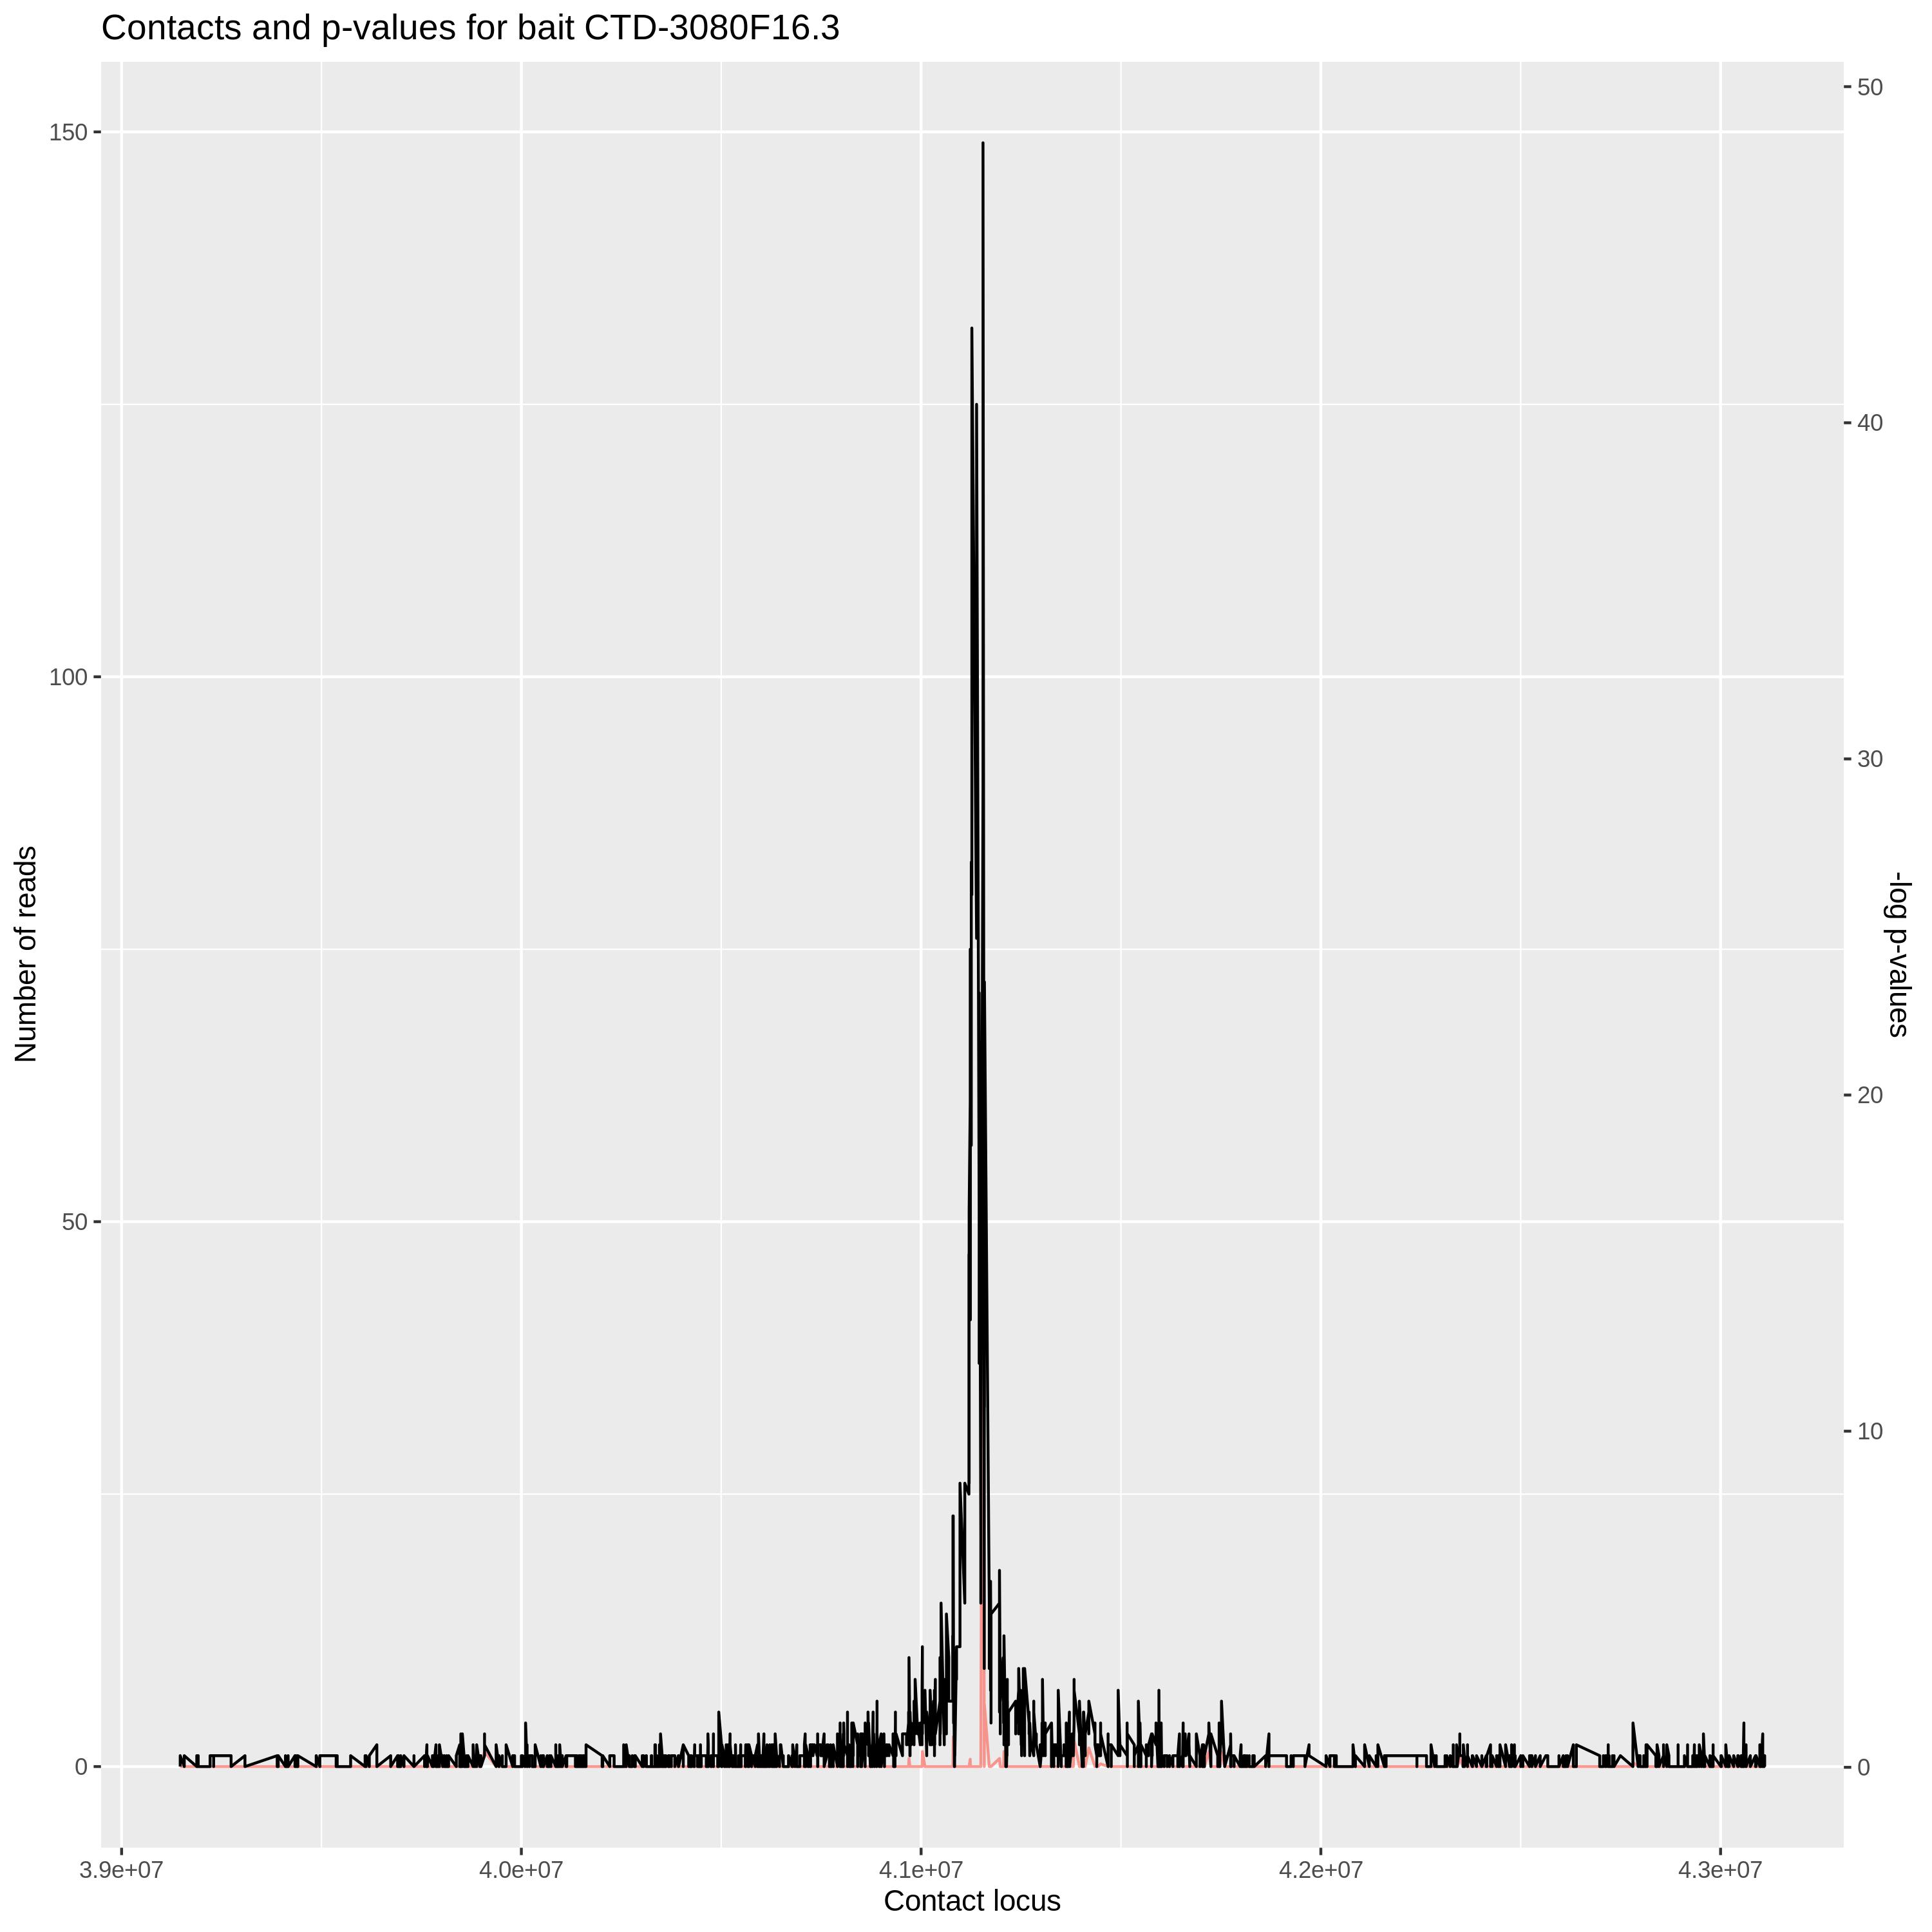 Contacts and p-values for bait CTD-3080F16.3
150
100
50
0
Number of reads
50
40
30
20
10
0
-log p-values
3.9e+07
4.0e+07
4.1e+07
4.2e+07
4.3e+07
Contact locus